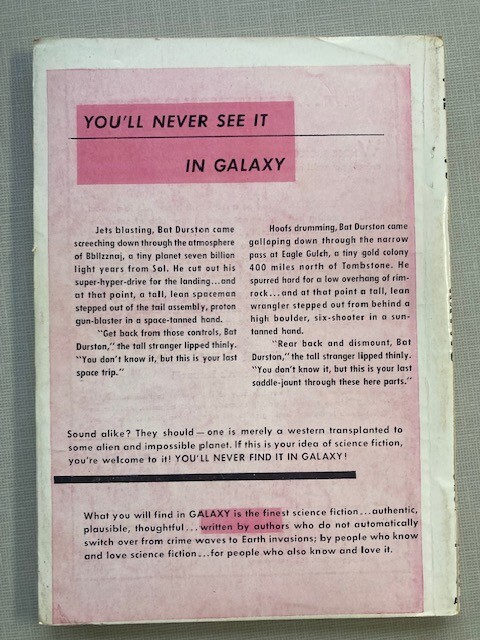 YOU'LL NEVER SEE IT
IN GALAXY
Jets blasting, Bat Durston came
screeching down through the atmosphere
of Bbllzznaj, a tiny planet seven billion
light years from Sol. He cut out his
super-hyper-drive for the landing...and
at that point, a tall, lean spaceman
stepped out of the tail assembly, proton
gun-blaster in a space-tanned hand.
"Get back from those controls, Bat
Durston," the tall stranger lipped thinly.
"You don't know it, but this is your last
space trip."
Hoofs drumming, Bat Durston came
galloping down through the narrow
pass at Eagle Gulch, a tiny gold colony
400 miles north of Tombstone. He
spurred hard for a low overhang of rim-
rock...and at that point a tall, lean
wrangler stepped out from behind a
high boulder, six-shooter in a sun-
tanned hand.
"Rear back and dismount, Bat
Durston," the tall stranger lipped thinly.
"You don't know it, but this is your last
saddle-jaunt through these here parts."
Sound alike? They should — one is merely a western transplanted to
some alien and impossible planet. If this is your idea of science fiction,
you're welcome to it! YOU'LL NEVER FIND IT IN GALAXY!
What you will find in GALAXY is the finest science fiction...authentic,
plausible, thoughtful...written by authors who do not automatically
switch over from crime waves to Earth invasions; by people who know
and love science fiction...for people who also know and love it.